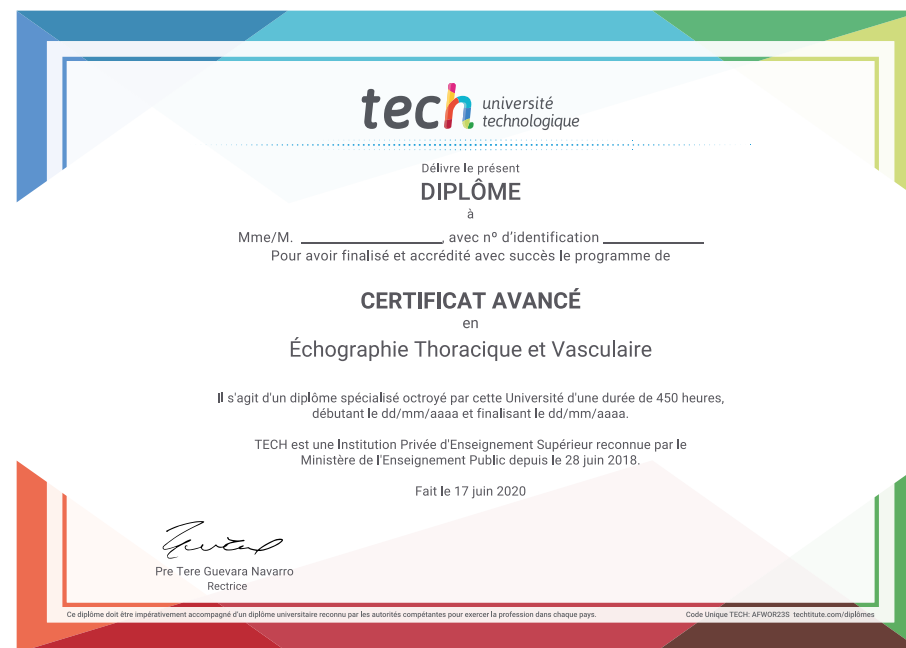 tech université
technologique
Délivre le présent
DIPLÔME
à
Mme/M. ____________________, avec nº d'identification ______________
Pour avoir finalisé et accrédité avec succès le programme de
CERTIFICAT AVANCÉ
en
Échographie Thoracique et Vasculaire
Il s'agit d'un diplôme spécialisé octroyé par cette Université d'une durée de 450 heures,
débutant le dd/mm/aaaa et finalisant le dd/mm/aaaa.
TECH est une Institution Privée d'Enseignement Supérieur reconnue par le
Ministère de l'Enseignement Public depuis le 28 juin 2018.
Fait le 17 juin 2020
Pre Tere Guevara Navarro
Rectrice
Ce diplôme doit être impérativement accompagné d'un diplôme universitaire reconnu par les autorités compétantes pour exercer la profession dans chaque pays.
Code Unique TECH: AFWOR23S techtitute.com/diplômes